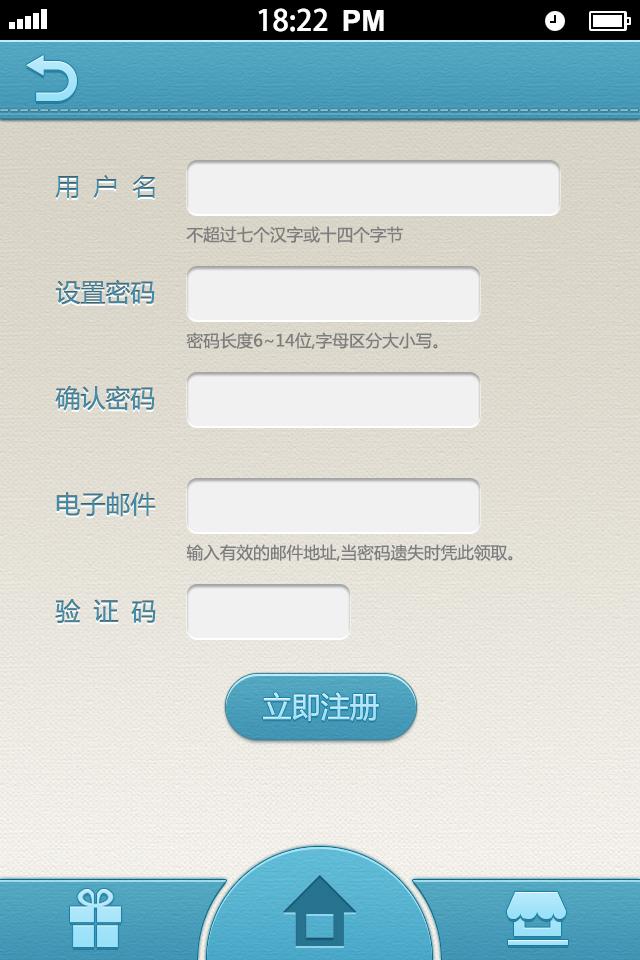 18:22 PM
用户名
不超过七个汉字或十四个字节
设置密码
密码长度6~14位,字母区分大小写。
确认密码
电子邮件
输入有效的邮件地址,当密码遗失时凭此领取。
验证码
立即注册